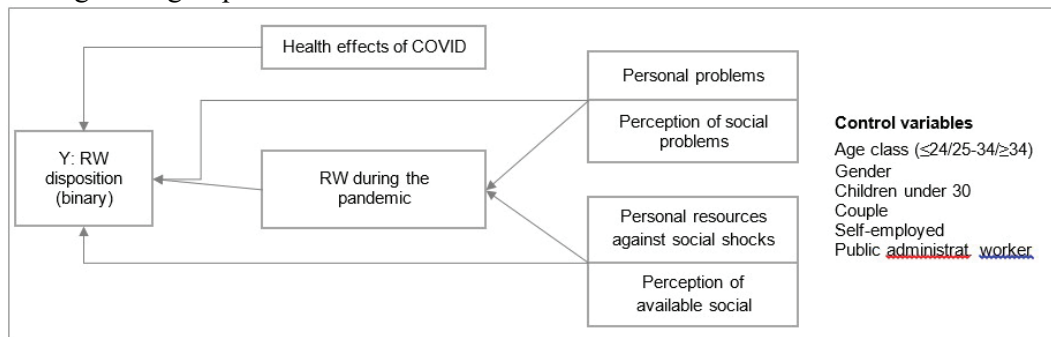 Health effects of COVID
Personal problems
Perception of social
problems
Y: RW
disposition
(binary)
RW during the
pandemic
Personal resources
against social shocks
Perception of
available social
Control variables
Age class (≤24/25-34/≥34)
Gender
Children under 30
Couple
Self-employed
Public administrat. worker